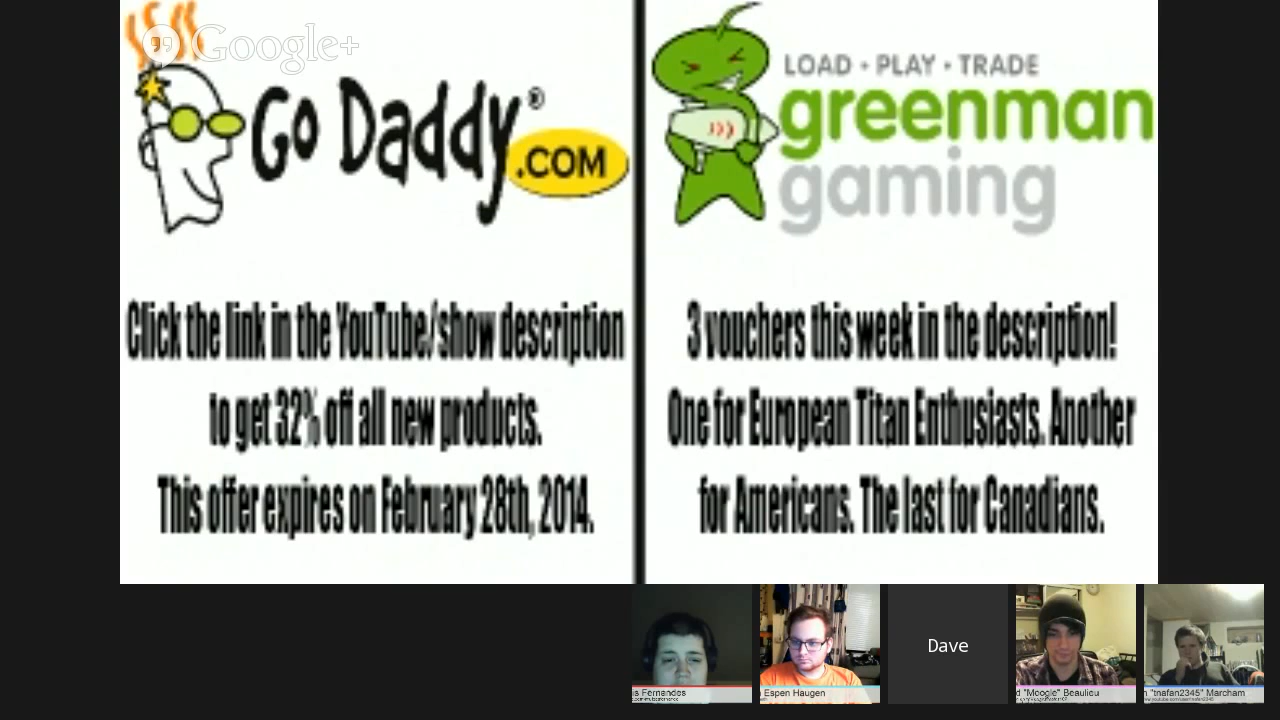 Google+
Go Daddy®
.COM
Click the link in the YouTube/show description
to get 32% off all new products.
This offer expires on February 28th, 2014.
LOAD • PLAY • TRADE
greenman
gaming
3 vouchers this week in the description!
One for European Titan Enthusiasts. Another
for Americans. The last for Canadians.
is Fernandes
Espen Haugen
Dave
d "Moogle" Beaulieu
"tnafan2345" Marcham